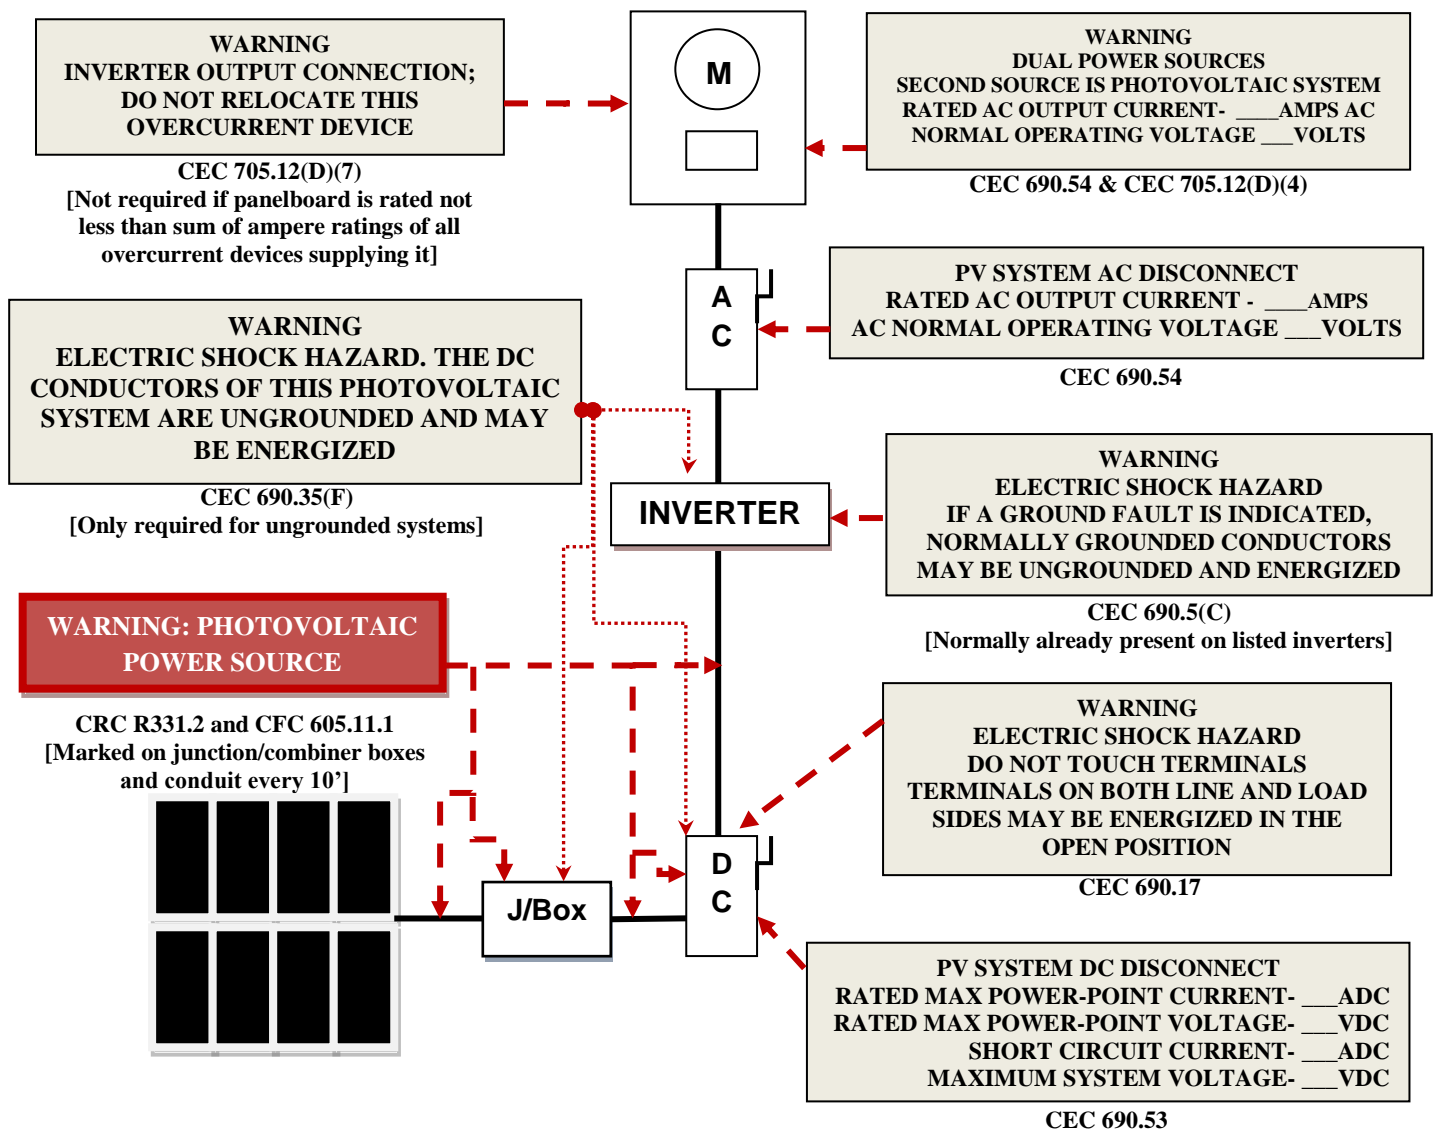 WARNING
INVERTER OUTPUT CONNECTION;
DO NOT RELOCATE THIS
OVERCURRENT DEVICE
CEC 705.12(D)(7)
[Not required if panelboard is rated not
less than sum of ampere ratings of all
overcurrent devices supplying it]
M
WARNING
DUAL POWER SOURCES
SECOND SOURCE IS PHOTOVOLTAIC SYSTEM
RATED AC OUTPUT CURRENT- ____AMPS AC
NORMAL OPERATING VOLTAGE ___VOLTS
CEC 690.54 & CEC 705.12(D)(4)
A
C
PV SYSTEM AC DISCONNECT
RATED AC OUTPUT CURRENT - ____AMPS
AC NORMAL OPERATING VOLTAGE ___VOLTS
CEC 690.54
WARNING
ELECTRIC SHOCK HAZARD. THE DC
CONDUCTORS OF THIS PHOTOVOLTAIC
SYSTEM ARE UNGROUNDED AND MAY
BE ENERGIZED
CEC 690.35(F)
[Only required for ungrounded systems]
INVERTER
WARNING
ELECTRIC SHOCK HAZARD
IF A GROUND FAULT IS INDICATED,
NORMALLY GROUNDED CONDUCTORS
MAY BE UNGROUNDED AND ENERGIZED
CEC 690.5(C)
[Normally already present on listed inverters]
WARNING: PHOTOVOLTAIC
POWER SOURCE
CRC R331.2 and CFC 605.11.1
[Marked on junction/combiner boxes
and conduit every 10’]
WARNING
ELECTRIC SHOCK HAZARD
DO NOT TOUCH TERMINALS
TERMINALS ON BOTH LINE AND LOAD
SIDES MAY BE ENERGIZED IN THE
OPEN POSITION
CEC 690.17
J/Box
D
C
PV SYSTEM DC DISCONNECT
RATED MAX POWER-POINT CURRENT- ___ADC
RATED MAX POWER-POINT VOLTAGE- ___VDC
SHORT CIRCUIT CURRENT- ___ADC
MAXIMUM SYSTEM VOLTAGE- ___VDC
CEC 690.53